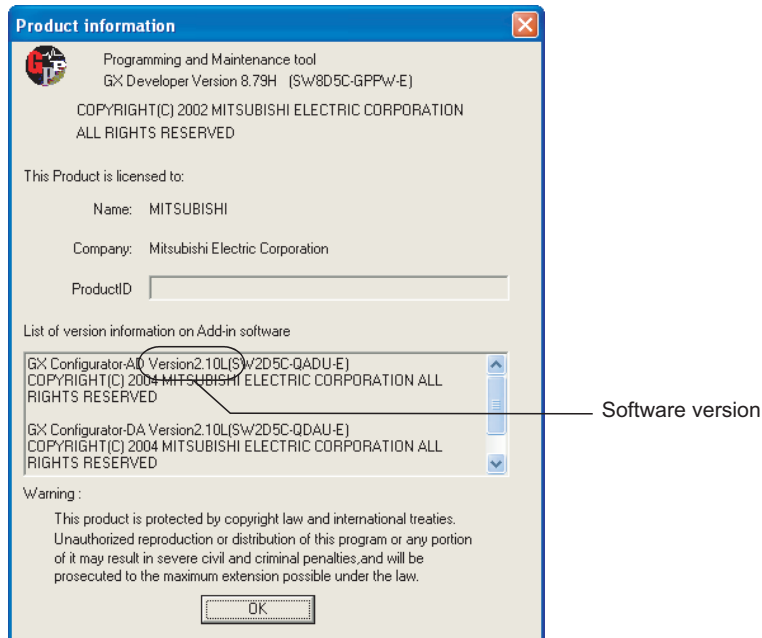 Product information
Programming and Maintenance tool
GX Developer Version 8.79H (SW8D5C-GPPW-E)
COPYRIGHT(C) 2002 MITSUBISHI ELECTRIC CORPORATION
ALL RIGHTS RESERVED
This Product is licensed to:
Name: MITSUBISHI
Company: Mitsubishi Electric Corporation
ProductID
List of version information on Add-in software
GX Configurator-AD Version2.10L(SW2D5C-QADU-E)
COPYRIGHT(C) 2004 MITSUBISHI ELECTRIC CORPORATION ALL
RIGHTS RESERVED
GX Configurator-DA Version2.10L(SW2D5C-QDAU-E)
COPYRIGHT(C) 2004 MITSUBISHI ELECTRIC CORPORATION ALL
RIGHTS RESERVED
Software version
Warning :
This product is protected by copyright law and international treaties.
Unauthorized reproduction or distribution of this program or any portion
of it may result in severe civil and criminal penalties,and will be
prosecuted to the maximum extension possible under the law.
OK